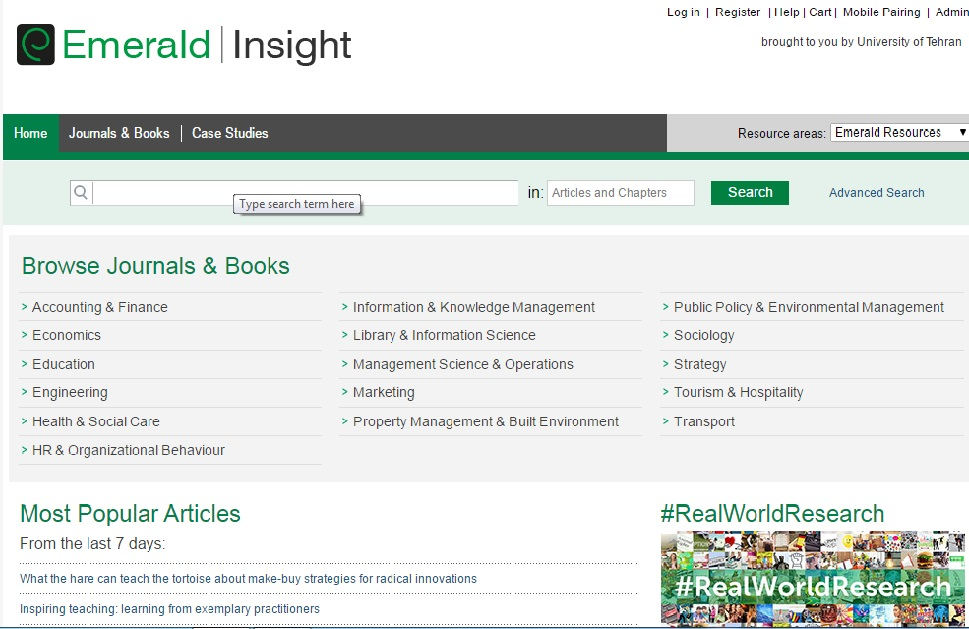 Log in | Register | Help | Cart | Mobile Pairing | Admin
Emerald | Insight
brought to you by University of Tehran
Home Journals & Books | Case Studies
Resource areas: Emerald Resources
in: Articles and Chapters Search Advanced Search
Type search term here
Browse Journals & Books
> Accounting & Finance > Information & Knowledge Management > Public Policy & Environmental Management
> Economics > Library & Information Science > Sociology
> Education > Management Science & Operations > Strategy
> Engineering > Marketing > Tourism & Hospitality
> Health & Social Care > Property Management & Built Environment > Transport
> HR & Organizational Behaviour
Most Popular Articles #RealWorldResearch
From the last 7 days:
What the hare can teach the tortoise about make-buy strategies for racical innovations
#RealWorldResearch
Inspiring teaching: learning from exemplary practitioners